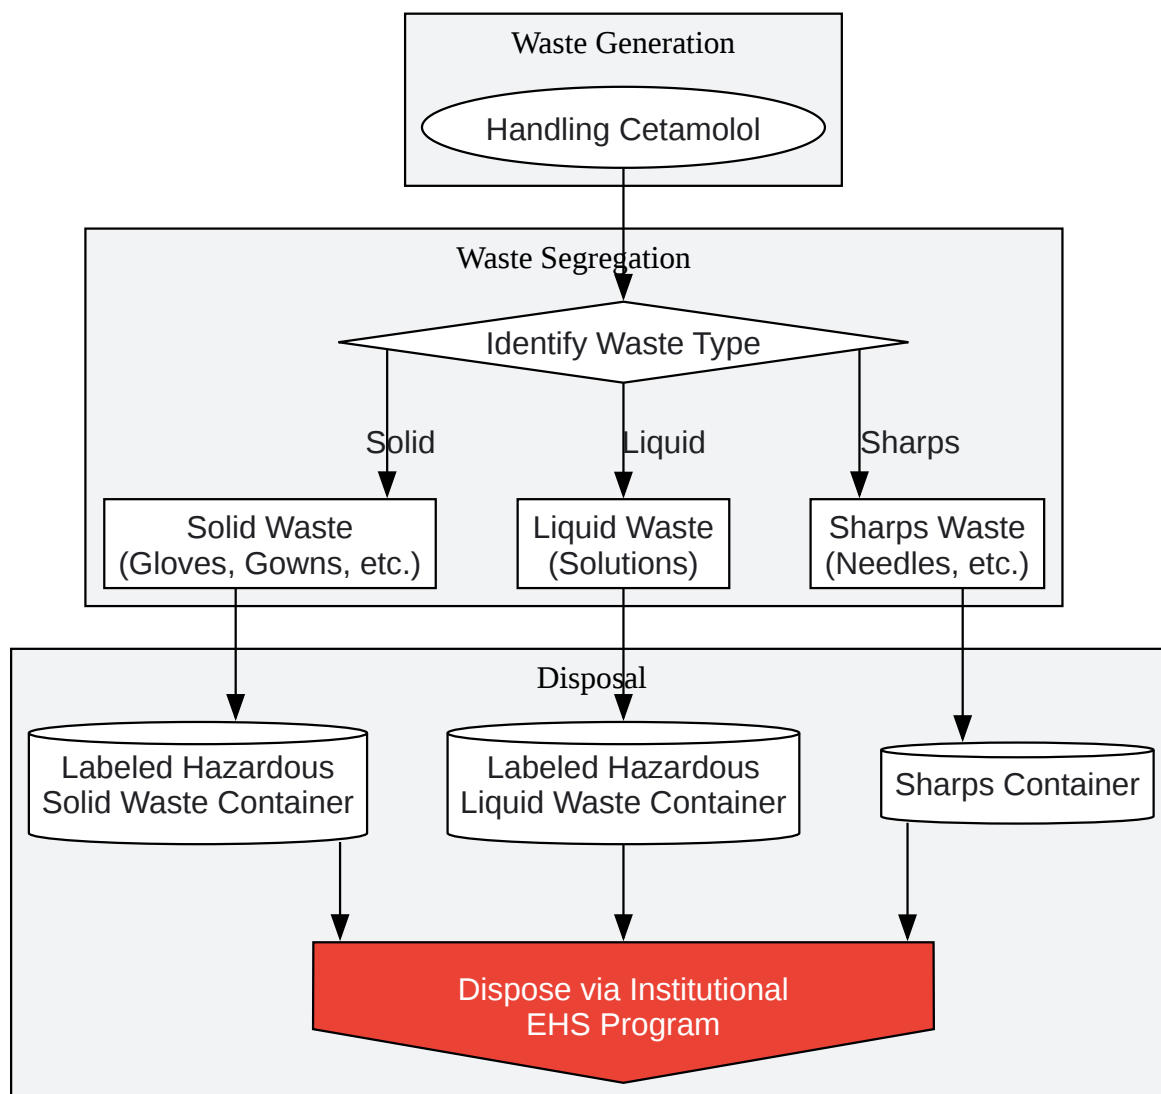 Waste Generation
Handling Cetamolol
Waste Segregation
Identify Waste Type
Solid
Liquid
Sharps
Solid Waste
(Gloves, Gowns, etc.)
Liquid Waste
(Solutions)
Sharps Waste
(Needles, etc.)
Disposal
Labeled Hazardous
Solid Waste Container
Labeled Hazardous
Liquid Waste Container
Sharps Container
Dispose via Institutional
EHS Program